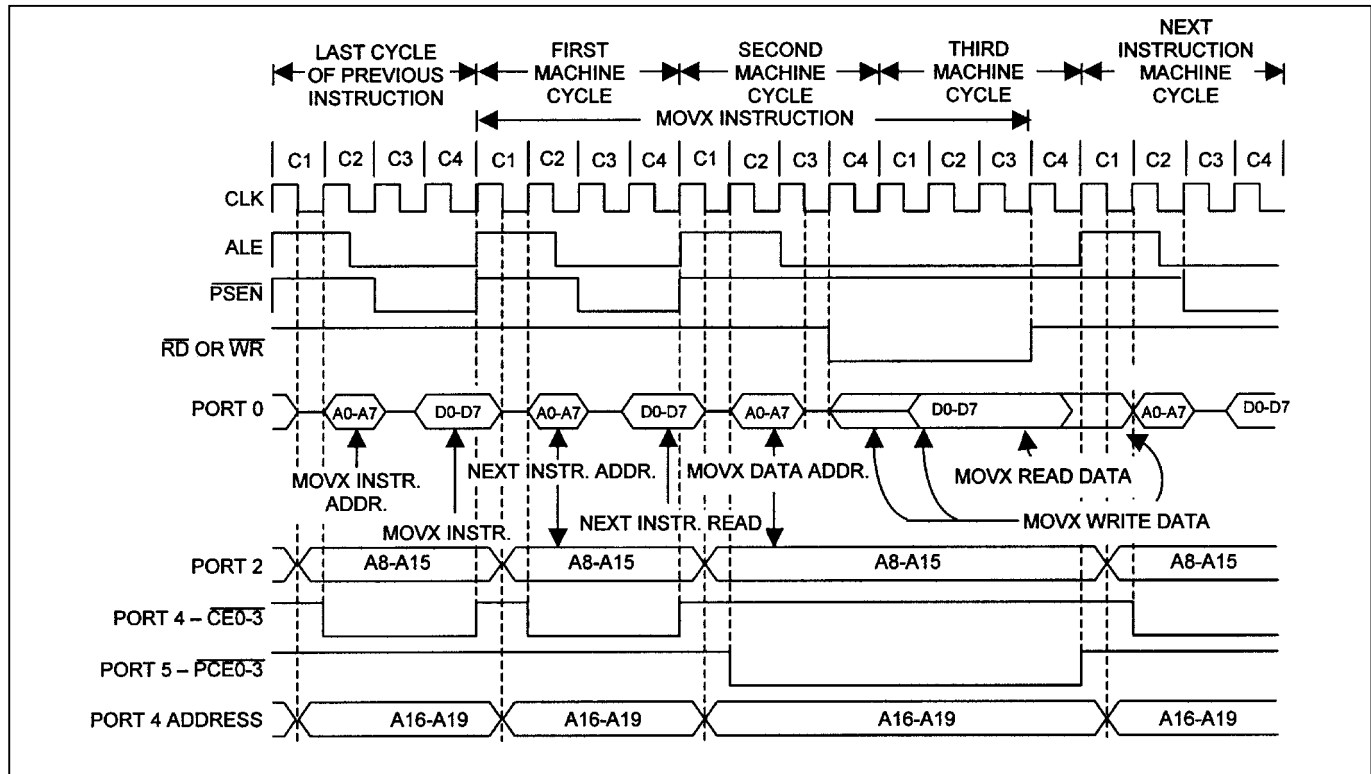 LAST CYCLE
OF PREVIOUS
INSTRUCTION
FIRST
MACHINE
CYCLE
SECOND
MACHINE
CYCLE
THIRD
MACHINE
CYCLE
NEXT
INSTRUCTION
MACHINE
CYCLE
MOVX INSTRUCTION
C1 C2 C3 C4 C1 C2 C3 C4 C1 C2 C3 C4 C1 C2 C3 C4 C1 C2 C3 C4
CLK
ALE
PSEN
RD OR WR
PORT 0 A0-A7 D0-D7 A0-A7 D0-D7 A0-A7 D0-D7 A0-A7 D0-D7
MOVX INSTR.
ADDR.
NEXT INSTR. ADDR.
MOVX DATA ADDR.
MOVX READ DATA
MOVX INSTR.
NEXT INSTR. READ
MOVX WRITE DATA
PORT 2 A8-A15 A8-A15 A8-A15 A8-A15
PORT 4 – CE0-3
PORT 5 – PCE0-3
PORT 4 ADDRESS A16-A19 A16-A19 A16-A19 A16-A19